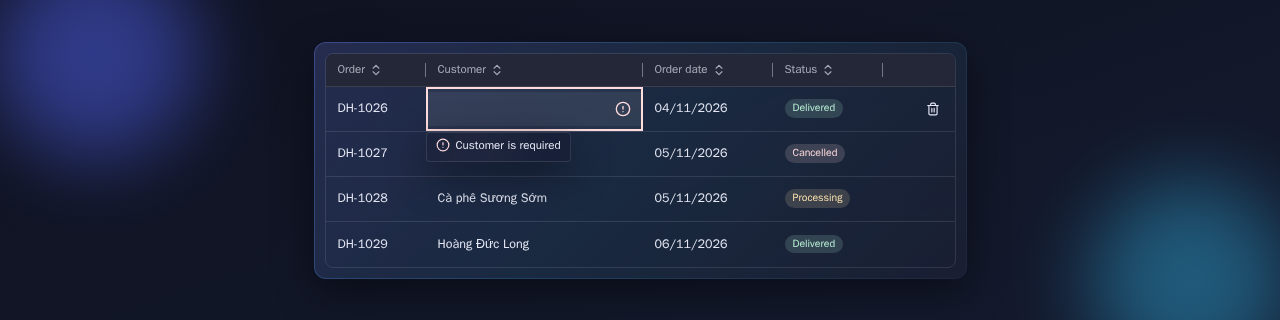 Order Customer Order date Status
DH-1026 04/11/2026 Delivered
Customer is required
DH-1027 05/11/2026 Cancelled
DH-1028 Cà phê Sương Sớm 05/11/2026 Processing
DH-1029 Hoàng Đức Long 06/11/2026 Delivered